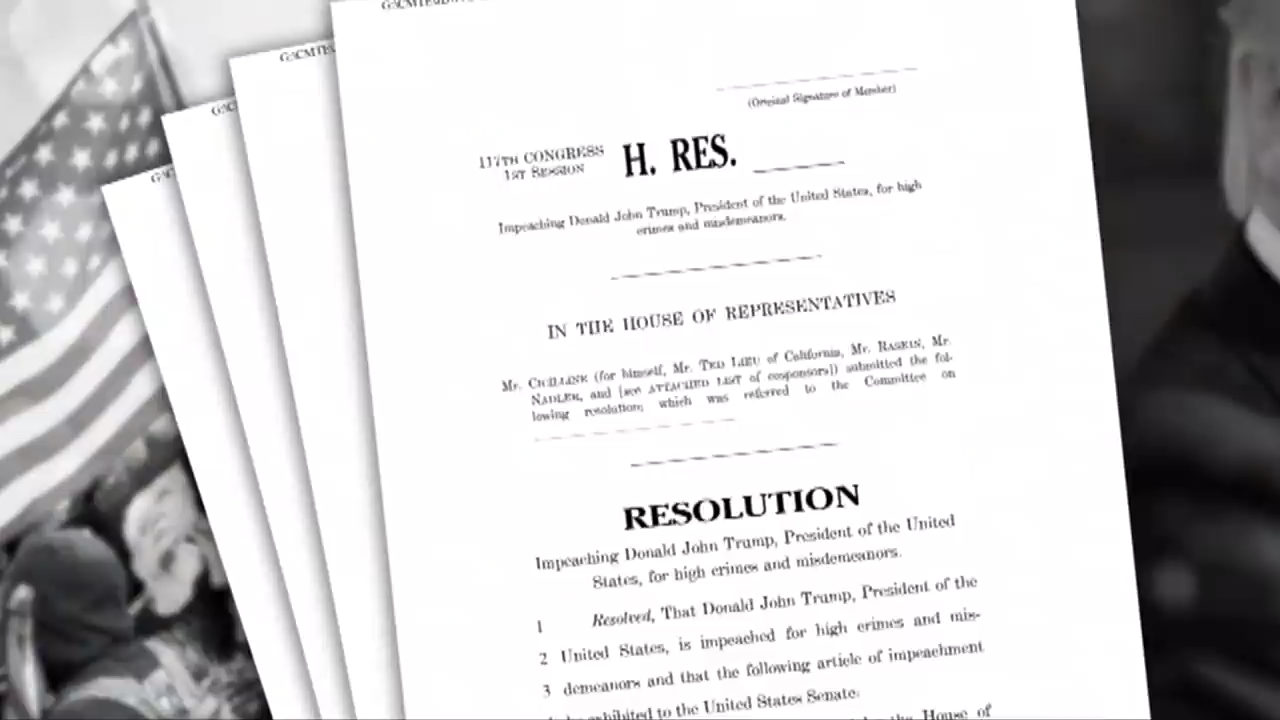 (Original Signature of Member)
117TH CONGRESS
1ST SESSION
H. RES.
Impeaching Donald John Trump, President of the United States, for high
crimes and misdemeanors.
IN THE HOUSE OF REPRESENTATIVES
Mr. CICILLINE (for himself, Mr. TED LIEU of California, Mr. RASKIN, Mr.
NADLER, and [see ATTACHED LIST of cosponsors]) submitted the fol-
lowing resolution; which was referred to the Committee on
RESOLUTION
Impeaching Donald John Trump, President of the United
States, for high crimes and misdemeanors.
1 Resolved, That Donald John Trump, President of the
2 United States, is impeached for high crimes and mis-
3 demeanors and that the following article of impeachment
exhibited to the United States Senate:
the House of